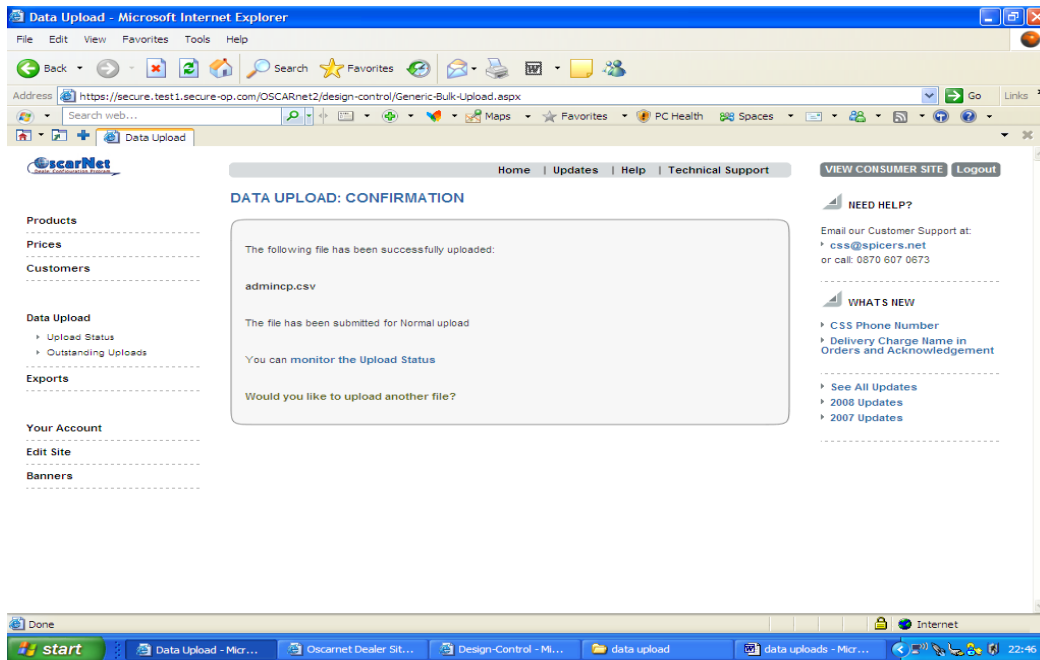 Data Upload - Microsoft Internet Explorer
File Edit View Favorites Tools Help
Back Search Favorites
Address https://secure.test1.secure-op.com/OSCARnet2/design-control/Generic-Bulk-Upload.aspx Go Links
Search web... Maps Favorites PC Health Spaces
Data Upload
OscarNet
Home | Updates | Help | Technical Support
VIEW CONSUMER SITE Logout
DATA UPLOAD: CONFIRMATION
Products
Prices
Customers
Data Upload
Upload Status
Outstanding Uploads
Exports
Your Account
Edit Site
Banners
The following file has been successfully uploaded:
admincp.csv
The file has been submitted for Normal upload
You can monitor the Upload Status
Would you like to upload another file?
NEED HELP?
Email our Customer Support at:
css@spicers.net
or call: 0870 607 0673
WHATS NEW
CSS Phone Number
Delivery Charge Name in
Orders and Acknowledgement
See All Updates
2008 Updates
2007 Updates
Done Internet
start Data Upload - Micr... Oscarnet Dealer Sit... Design-Control - Mi... data upload data uploads - Micr... 22:46